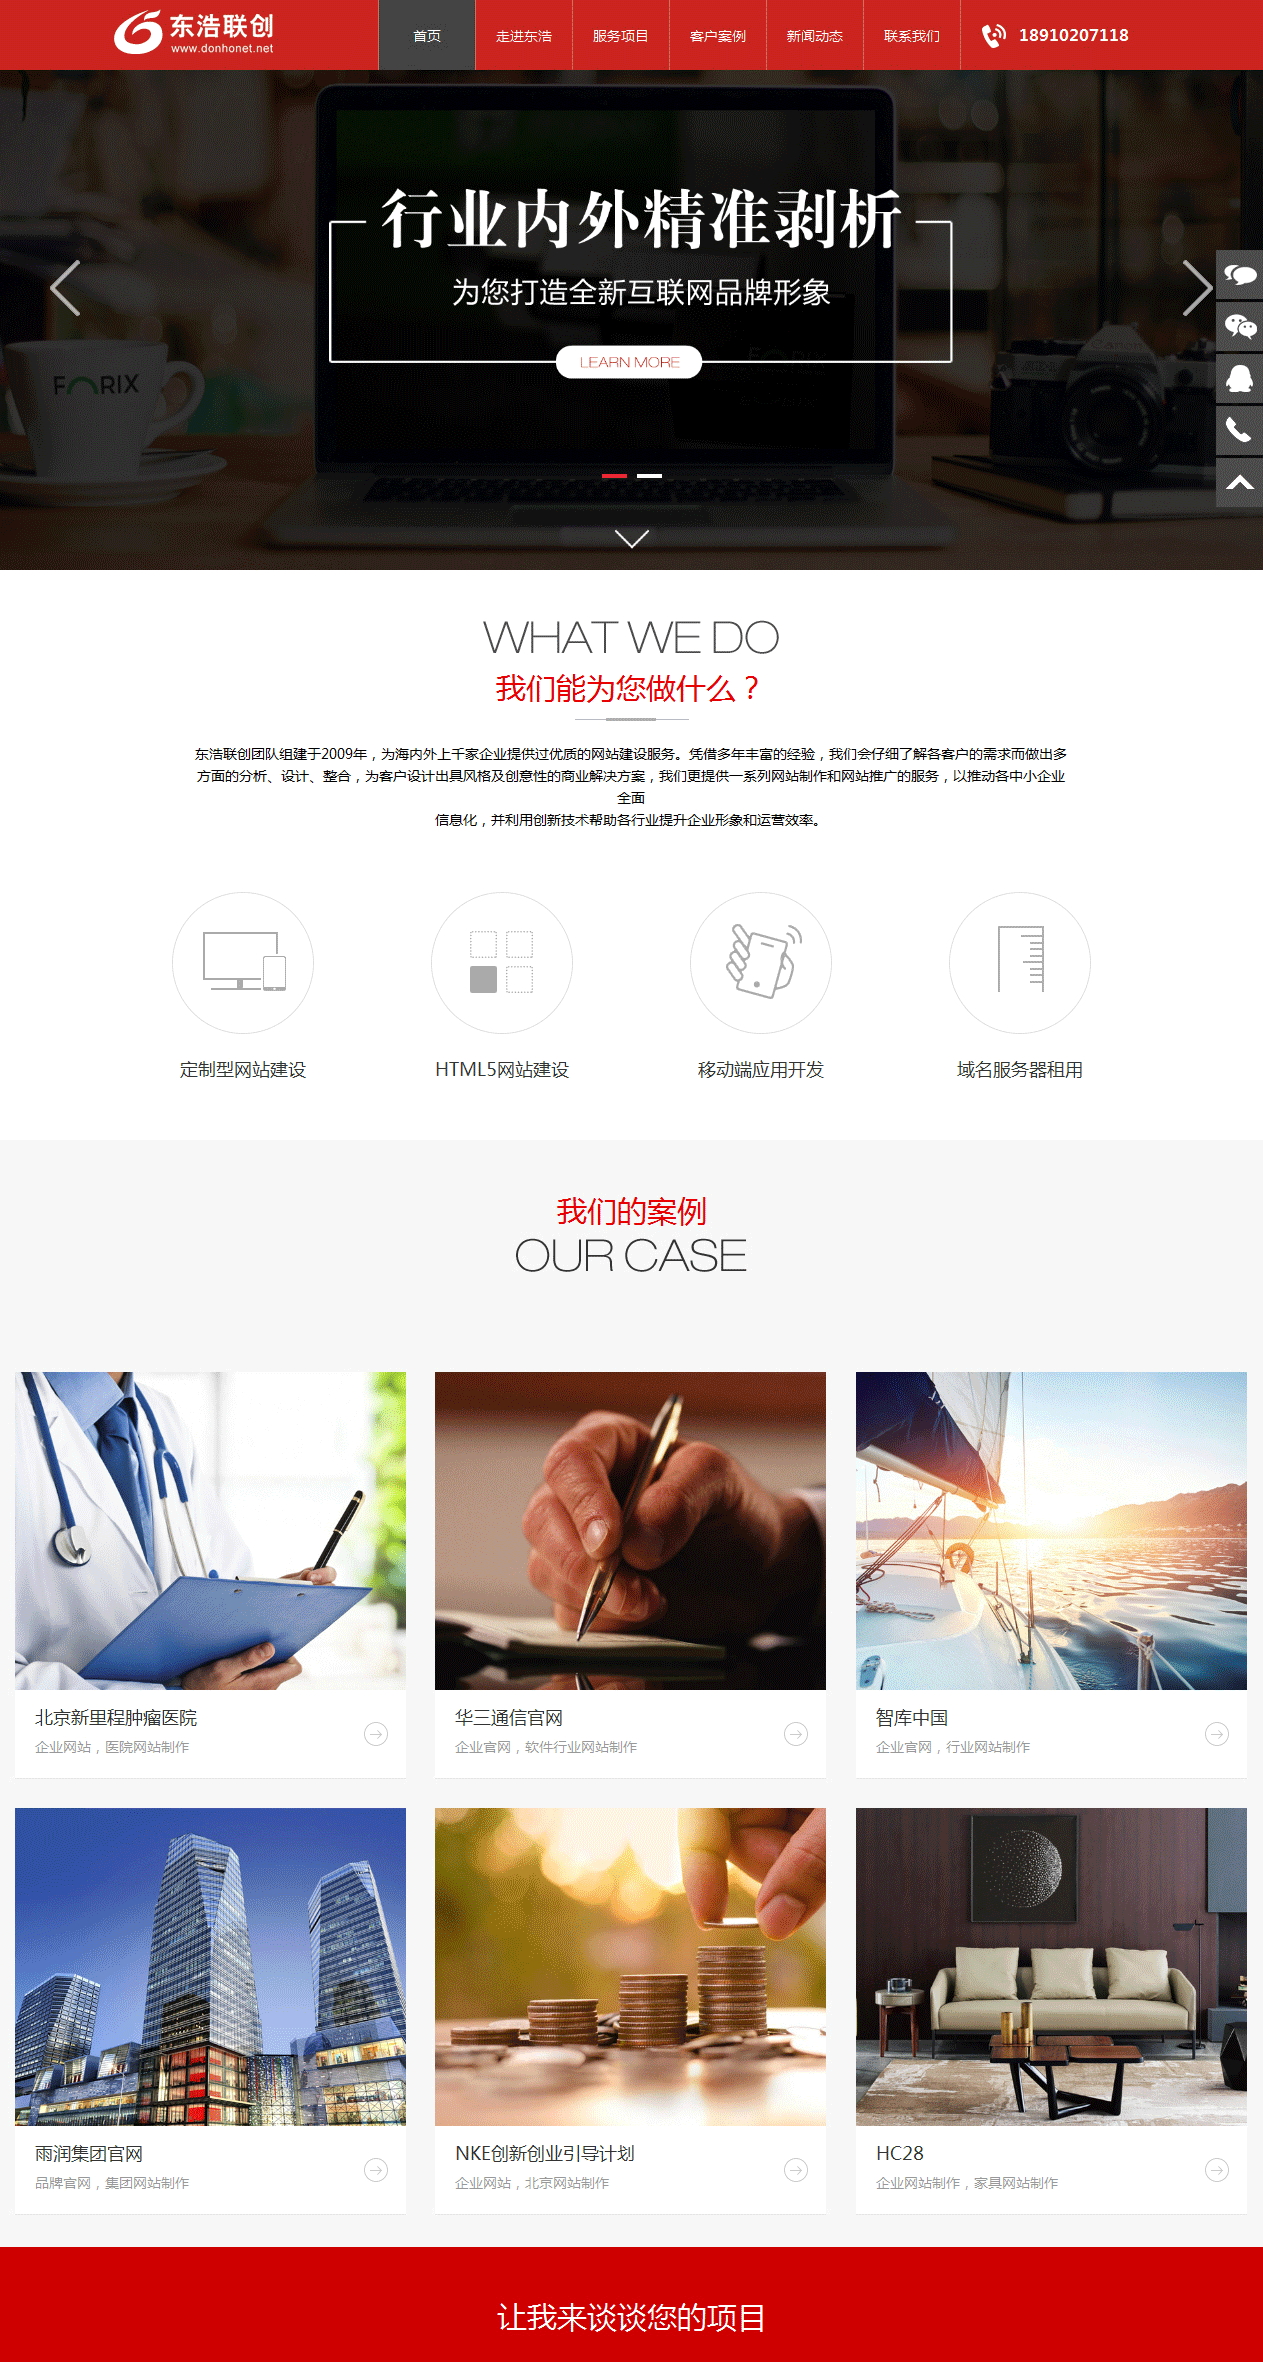 东浩联创
www.donhonet.net
首页
走进东浩
服务项目
客户案例
新闻动态
联系我们
18910207118
行业内外精准剥析
为您打造全新互联网品牌形象
LEARN MORE
FORIX
Canon
WHAT WE DO
我们能为您做什么？
东浩联创团队组建于2009年，为海内外上千家企业提供过优质的网站建设服务。凭借多年丰富的经验，我们会仔细了解各客户的需求而做出多
方面的分析、设计、整合，为客户设计出具风格及创意性的商业解决方案，我们更提供一系列网站制作和网站推广的服务，以推动各中小企业
全面
信息化，并利用创新技术帮助各行业提升企业形象和运营效率。
定制型网站建设
HTML5网站建设
移动端应用开发
域名服务器租用
我们的案例
OUR CASE
北京新里程肿瘤医院
企业网站，医院网站制作
华三通信官网
企业官网，软件行业网站制作
智库中国
企业官网，行业网站制作
雨润集团官网
品牌官网，集团网站制作
NKE创新创业引导计划
企业网站，北京网站制作
HC28
企业网站制作，家具网站制作
让我来谈谈您的项目